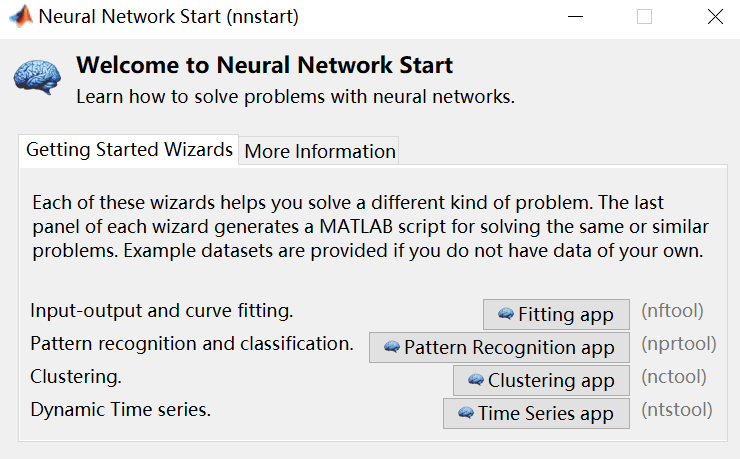 Neural Network Start (nnstart)
Welcome to Neural Network Start
Learn how to solve problems with neural networks.
Getting Started Wizards More Information
Each of these wizards helps you solve a different kind of problem. The last
panel of each wizard generates a MATLAB script for solving the same or similar
problems. Example datasets are provided if you do not have data of your own.
Input-output and curve fitting. Fitting app (nftool)
Pattern recognition and classification. Pattern Recognition app (nprtool)
Clustering. Clustering app (nctool)
Dynamic Time series. Time Series app (ntstool)